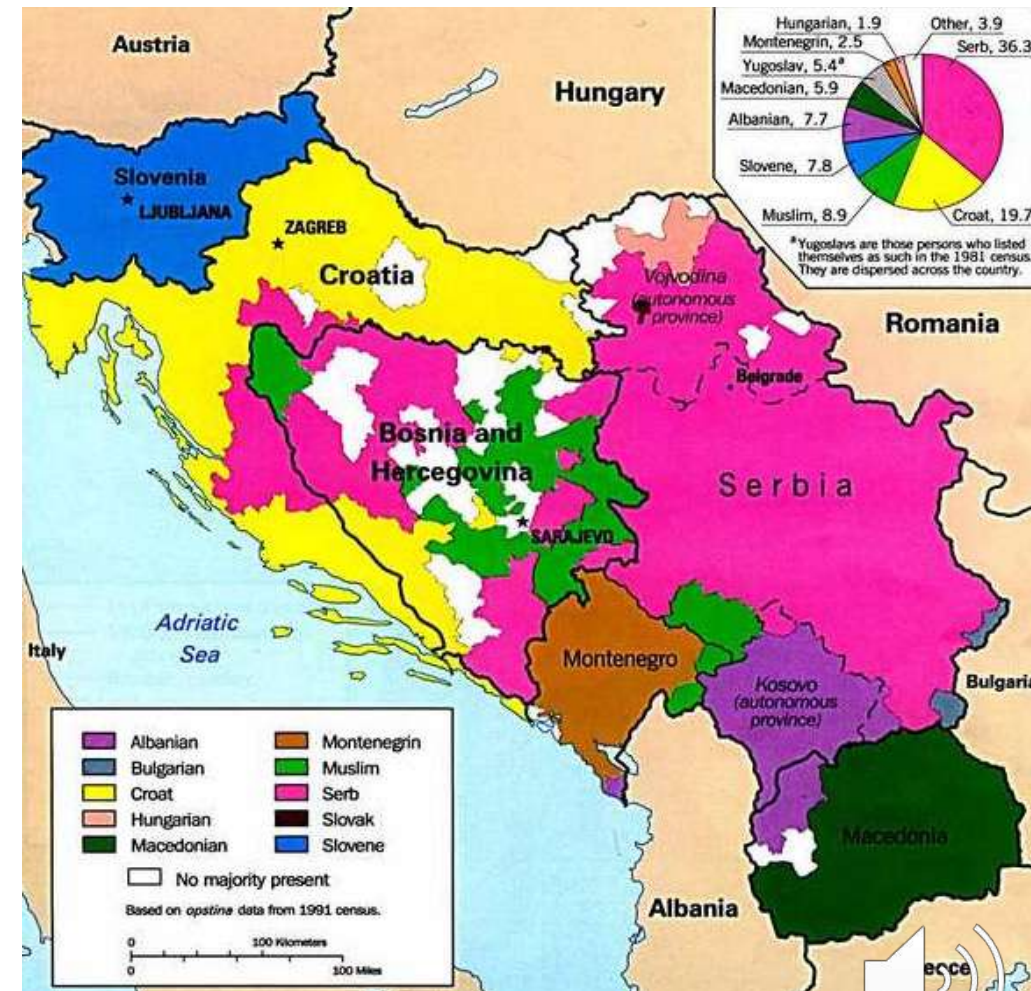 Austria
Hungary
Hungarian, 1.9
Other, 3.9
Montenegrin, 2.5
Serb, 36.3
Yugoslav, 5.4ᵃ
Macedonian, 5.9
Albanian, 7.7
Slovene, 7.8
Muslim, 8.9
Croat, 19.7
ᵃYugoslavs are those persons who listed
themselves as such in the 1981 census.
They are dispersed across the country.
Slovenia
LJUBLJANA
ZAGREB
Croatia
Vojvodina
(autonomous
province)
Romania
Belgrade
Bosnia and
Hercegovina
SARAJEVO
Serbia
Adriatic
Sea
Italy
Montenegro
Kosovo
(autonomous
province)
Bulgaria
Macedonia
Albania
Albanian
Bulgarian
Croat
Hungarian
Macedonian
Montenegrin
Muslim
Serb
Slovak
Slovene
No majority present
Based on opstina data from 1991 census.
0 100 Kilometers
0 100 Miles